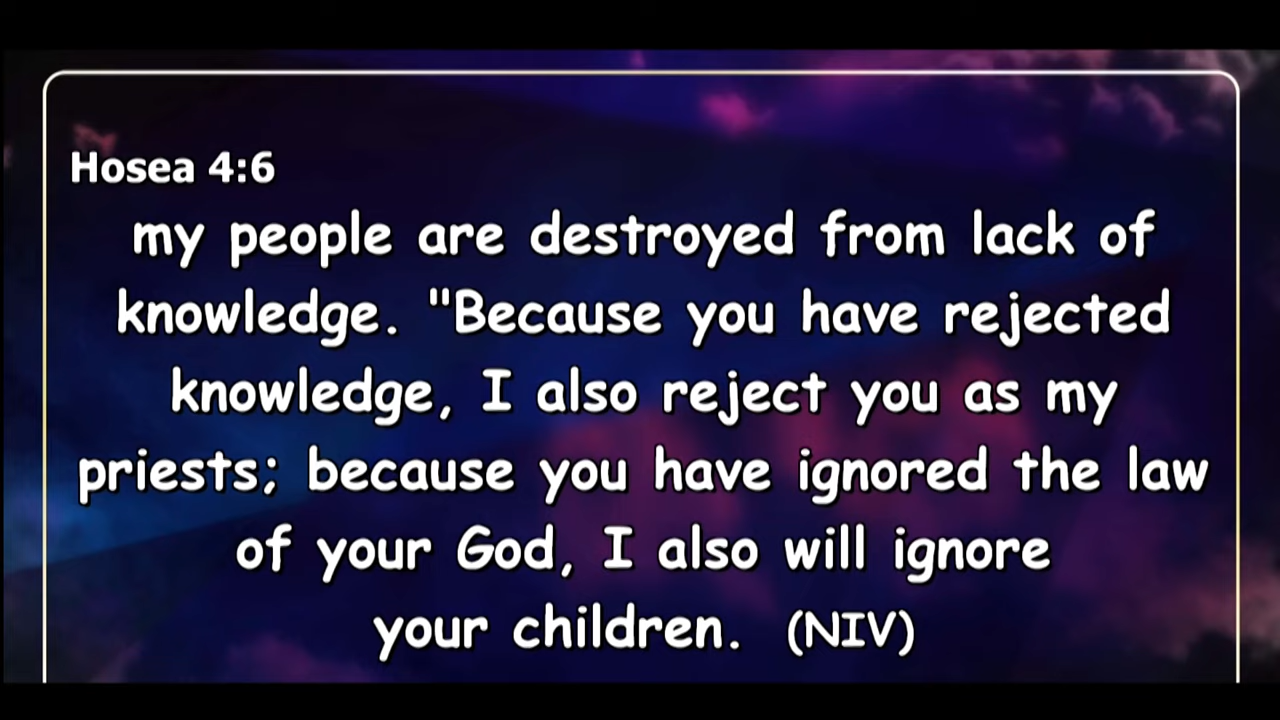 Hosea 4:6
my people are destroyed from lack of
knowledge. "Because you have rejected
knowledge, I also reject you as my
priests; because you have ignored the law
of your God, I also will ignore
your children. (NIV)